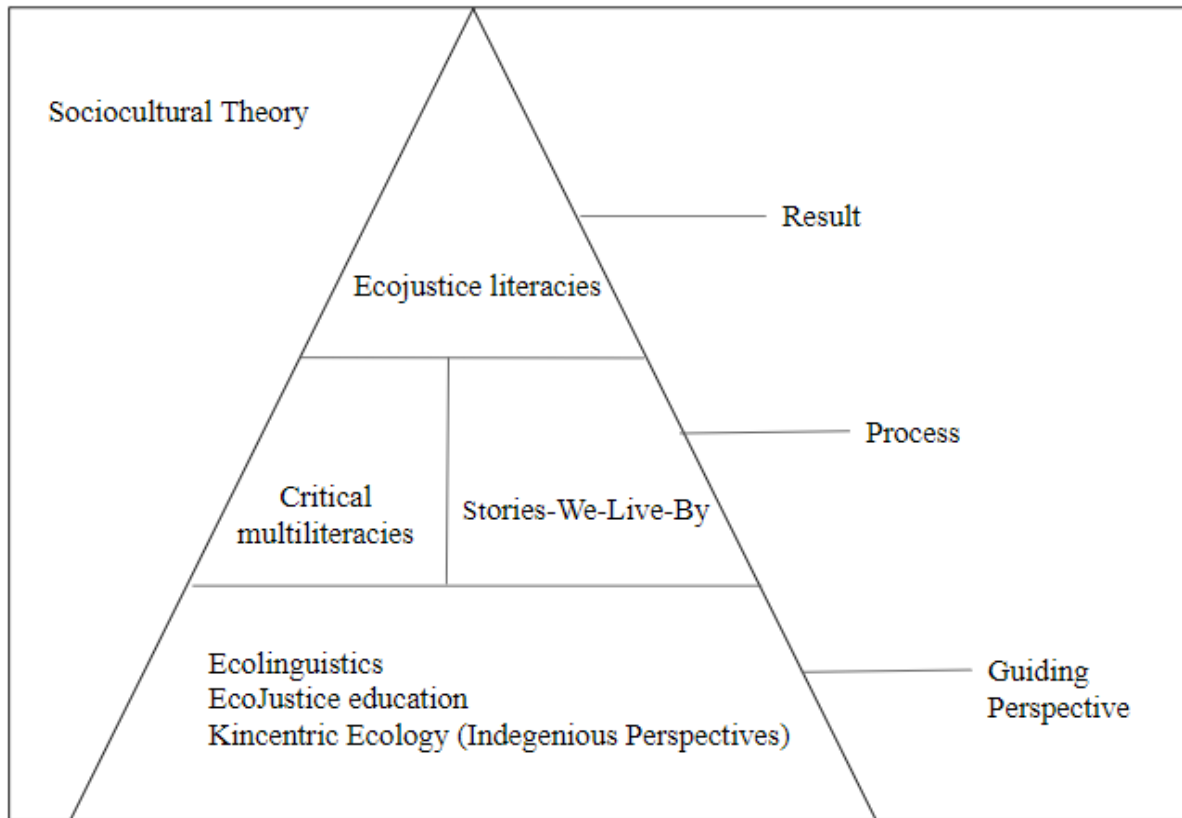 Sociocultural Theory
Result
Ecojustice literacies
Process
Critical
multiliteracies
Stories-We-Live-By
Ecolinguistics
EcoJustice education
Kincentric Ecology (Indegenious Perspectives)
Guiding
Perspective